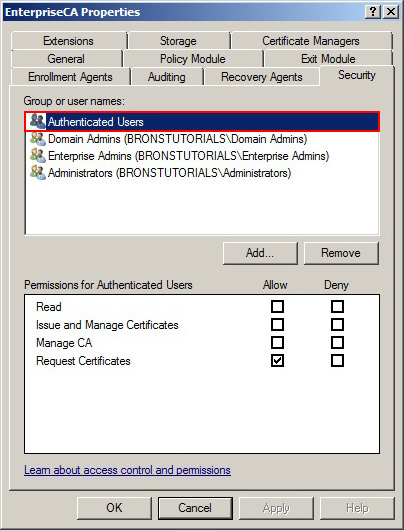 EnterpriseCA Properties
Extensions Storage Certificate Managers
General Policy Module Exit Module
Enrollment Agents Auditing Recovery Agents Security
Group or user names:
Authenticated Users
Domain Admins (BRONSTUTORIALS\Domain Admins)
Enterprise Admins (BRONSTUTORIALS\Enterprise Admins)
Administrators (BRONSTUTORIALS\Administrators)
Add... Remove
Permissions for Authenticated Users Allow Deny
Read
Issue and Manage Certificates
Manage CA
Request Certificates
Learn about access control and permissions
OK Cancel Apply Help